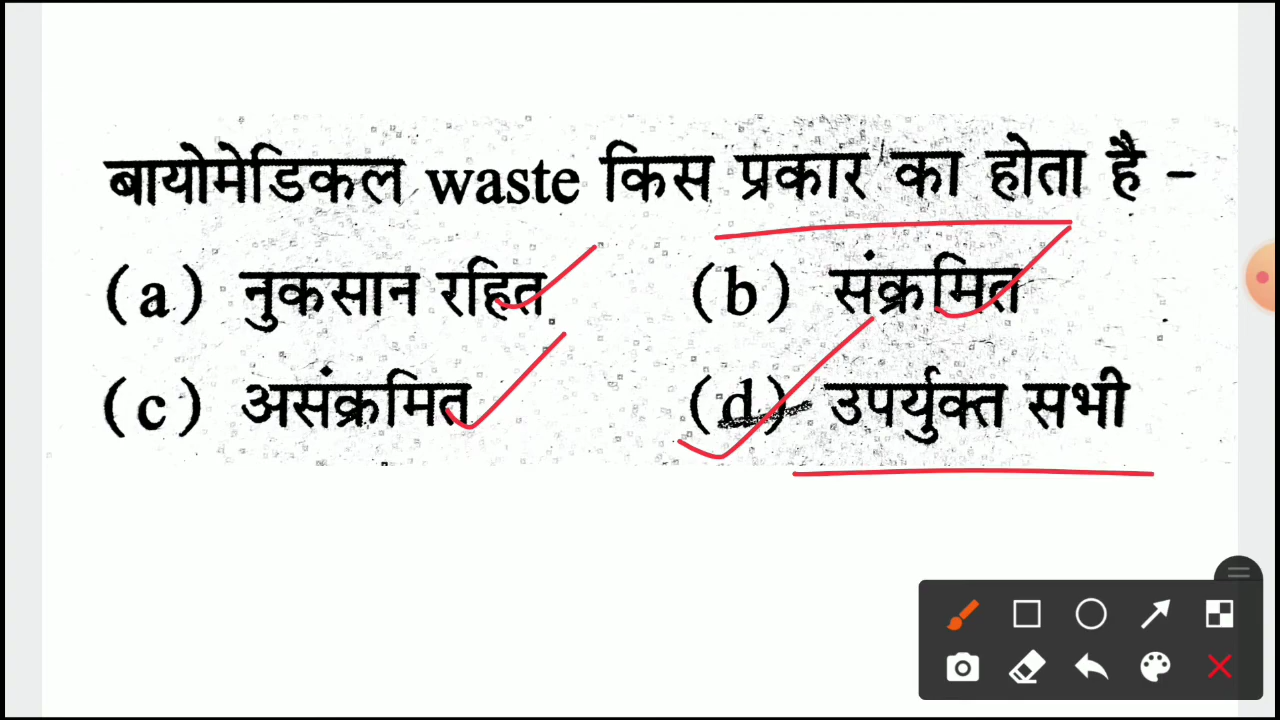 बायोमेडिकल waste किस प्रकार का होता है –
(a) नुकसान रहित (b) संक्रमित
(c) असंक्रमित (d) उपर्युक्त सभी